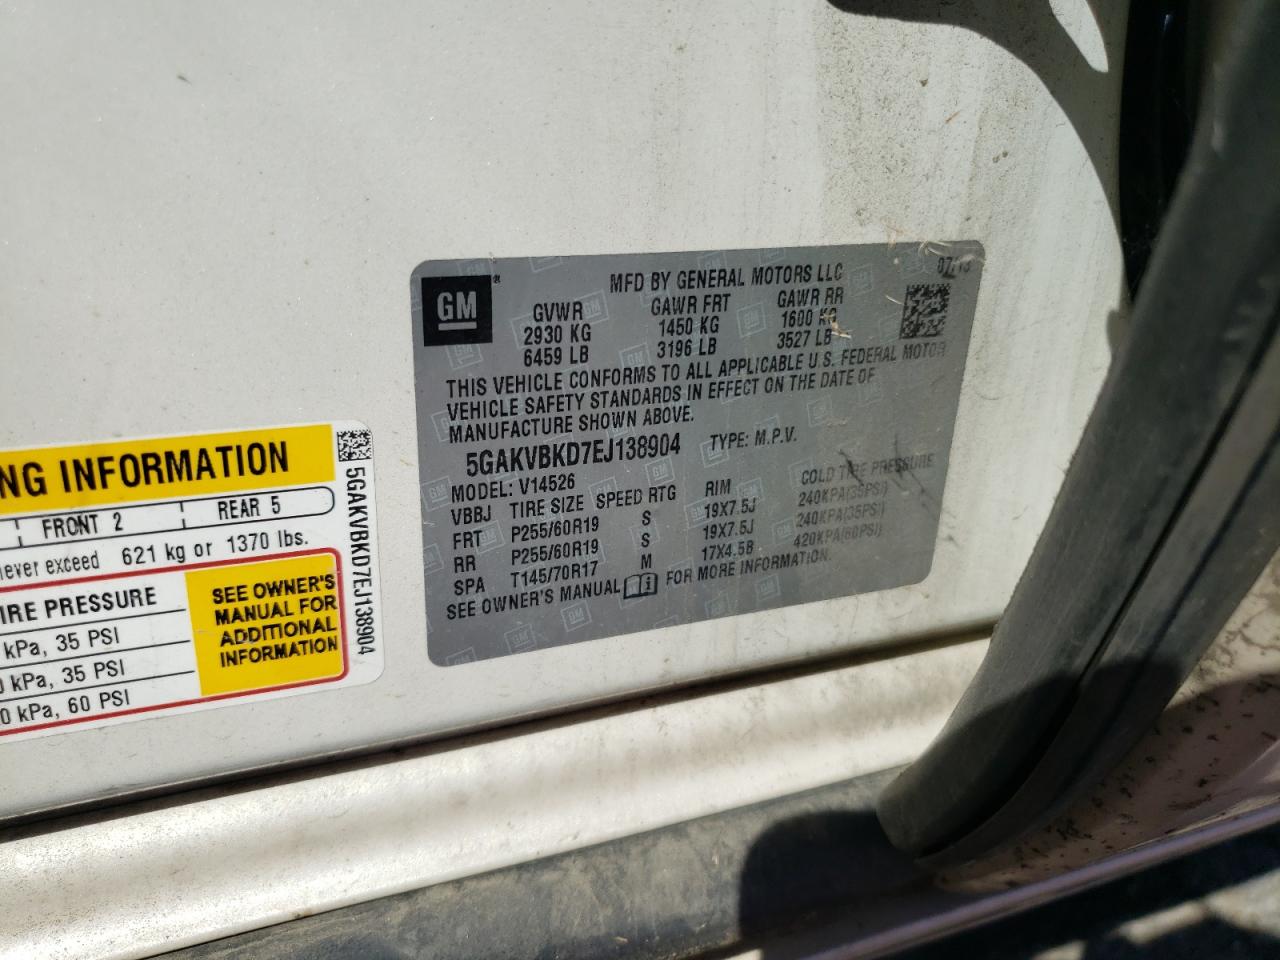 GM®
MFD BY GENERAL MOTORS LLC 07/13
GVWR GAWR FRT GAWR RR
2930 KG 1450 KG 1600 KG
6459 LB 3196 LB 3527 LB
THIS VEHICLE CONFORMS TO ALL APPLICABLE U.S. FEDERAL MOTOR
VEHICLE SAFETY STANDARDS IN EFFECT ON THE DATE OF
MANUFACTURE SHOWN ABOVE.
5GAKVBKD7EJ138904 TYPE: M.P.V.
MODEL: V14526
VBBJ TIRE SIZE SPEED RTG RIM COLD TIRE PRESSURE
FRT P255/60R19 S 19X7.5J 240KPA(35PSI)
RR P255/60R19 S 19X7.5J 240KPA(35PSI)
SPA T145/70R17 M 17X4.5B 420KPA(60PSI)
SEE OWNER'S MANUAL FOR MORE INFORMATION.
NG INFORMATION
FRONT 2 REAR 5
never exceed 621 kg or 1370 lbs.
IRE PRESSURE
kPa, 35 PSI
0 kPa, 35 PSI
0 kPa, 60 PSI
SEE OWNER'S
MANUAL FOR
ADDITIONAL
INFORMATION
5GAKVBKD7EJ138904